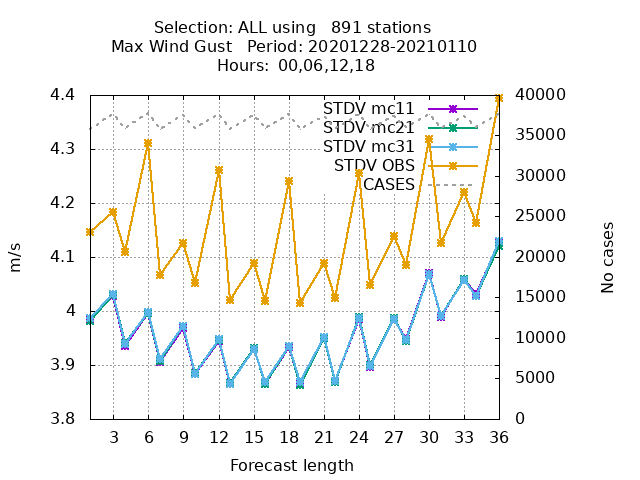 Selection: ALL using   891 stations
Max Wind Gust   Period: 20201228-20210110
Hours:  00,06,12,18
4.4
4.3
4.2
4.1
4
3.9
3.8
m/s
40000
35000
30000
25000
20000
15000
10000
5000
0
No cases
STDV mc11
STDV mc21
STDV mc31
STDV OBS
CASES
3 6 9 12 15 18 21 24 27 30 33 36
Forecast length